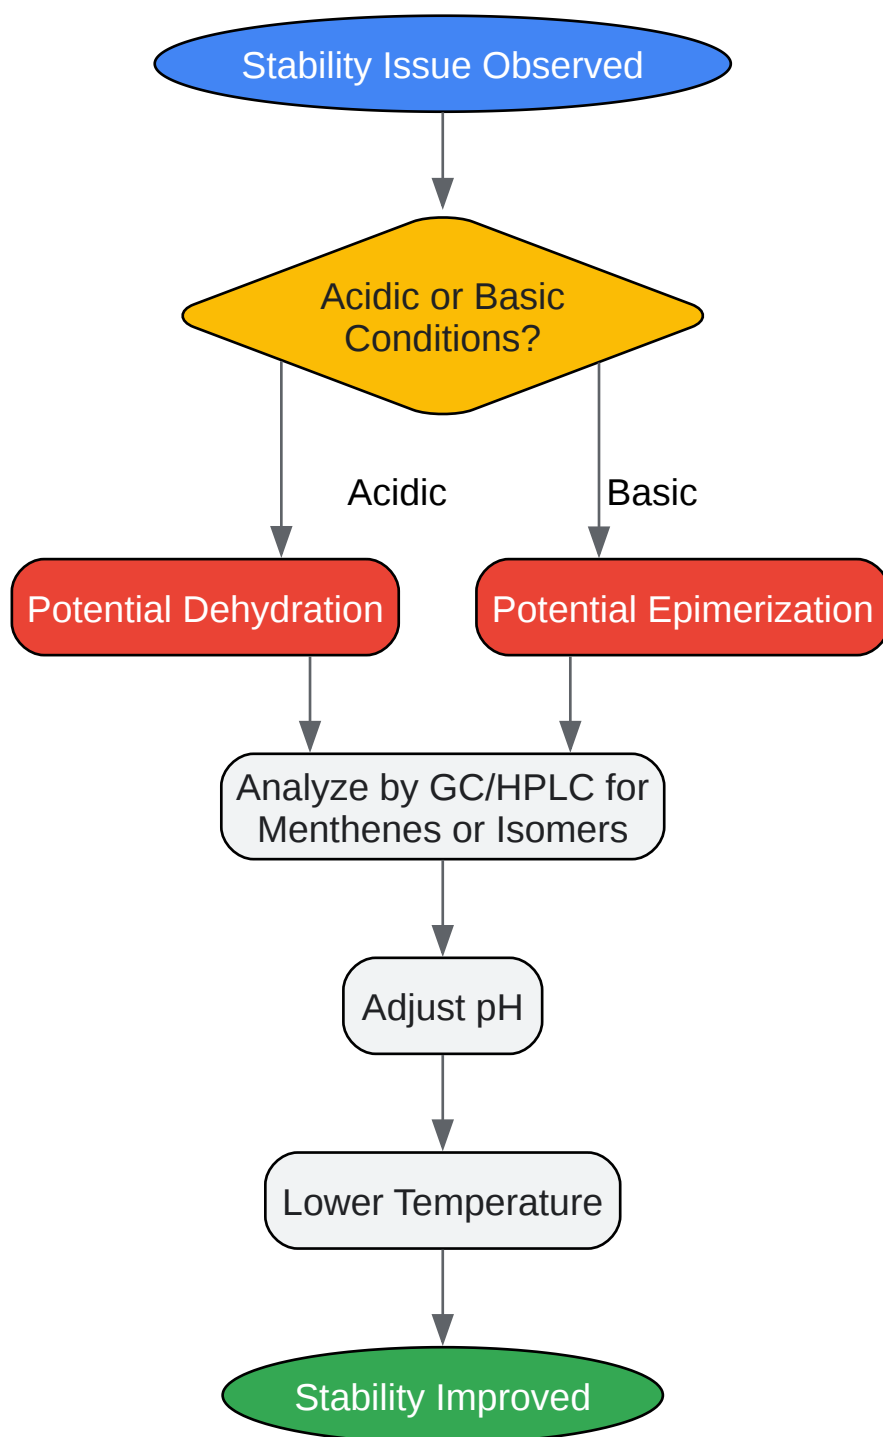 Stability Issue Observed
Acidic or Basic
Conditions?
Acidic
Basic
Potential Dehydration
Potential Epimerization
Analyze by GC/HPLC for
Menthenes or Isomers
Adjust pH
Lower Temperature
Stability Improved